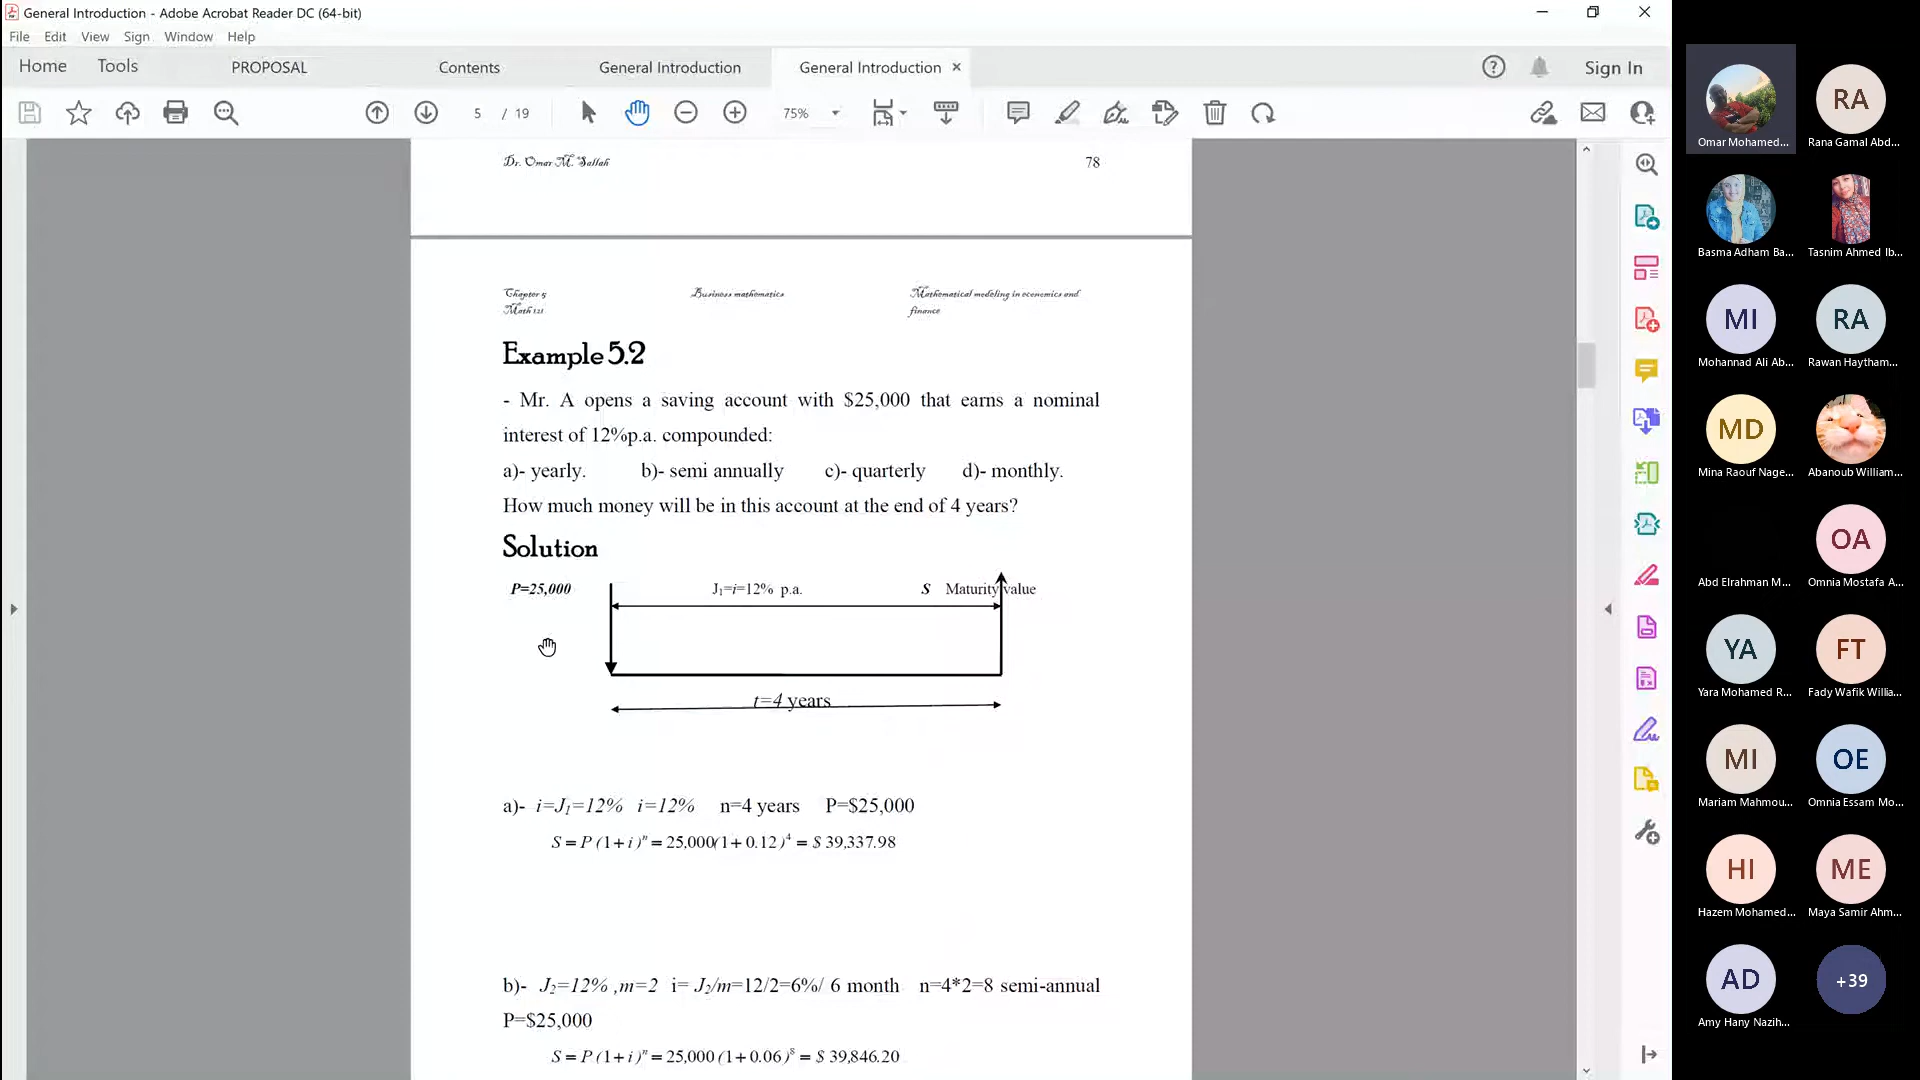 General Introduction - Adobe Acrobat Reader DC (64-bit)
File Edit View Sign Window Help
Home Tools PROPOSAL Contents General Introduction General Introduction × Sign In
5 / 19 75%
Dr. Omar M. Sallah 78
Chapter 5 Business mathematics Mathematical modeling in economics and
Math 121 finance
Example 5.2
- Mr. A opens a saving account with $25,000 that earns a nominal
interest of 12%p.a. compounded:
a)- yearly. b)- semi annually c)- quarterly d)- monthly.
How much money will be in this account at the end of 4 years?
Solution
P=25,000 J₁=i=12% p.a. S Maturity value
t=4 years
a)- i=J₁=12% i=12% n=4 years P=$25,000
S = P (1+ i )ⁿ = 25,000(1+ 0.12 )⁴ = $ 39,337.98
b)- J₂=12% ,m=2 i= J₂/m=12/2=6%/ 6 month n=4*2=8 semi-annual
P=$25,000
S = P (1+ i )ⁿ = 25,000 (1+ 0.06 )⁸ = $ 39,846.20
Omar Mohamed...
RA
Rana Gamal Abd...
Basma Adham Ba...
Tasnim Ahmed Ib...
MI
Mohannad Ali Ab...
RA
Rawan Haytham...
MD
Mina Raouf Nage...
Abanoub William...
Abd Elrahman M...
OA
Omnia Mostafa A...
YA
Yara Mohamed R...
FT
Fady Wafik Willia...
MI
Mariam Mahmou...
OE
Omnia Essam Mo...
HI
Hazem Mohamed...
ME
Maya Samir Ahm...
AD
Amy Hany Nazih...
+39